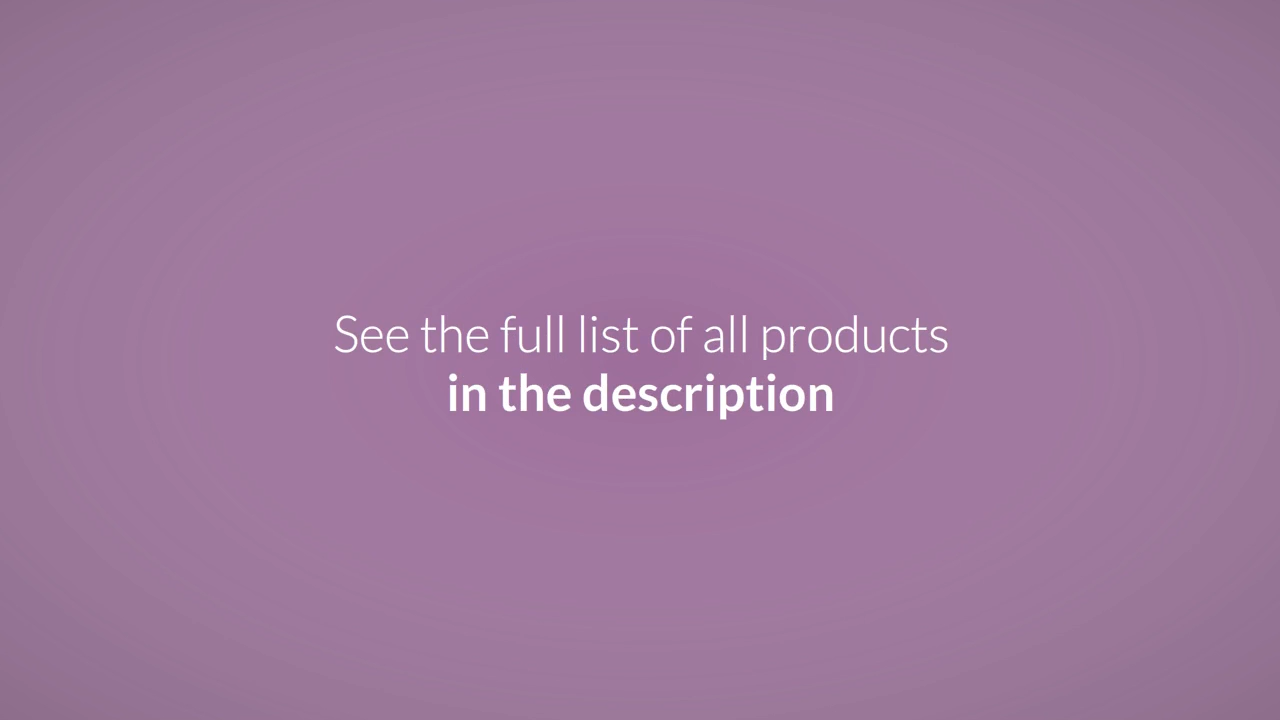 See the full list of all products
in the description